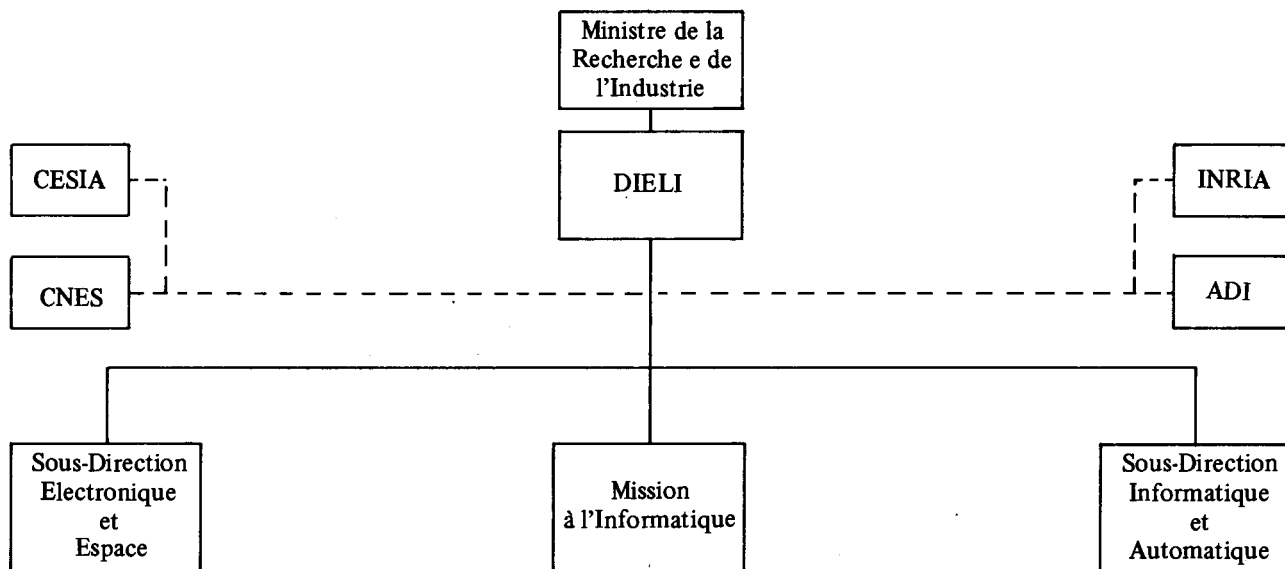 Ministre de la
Recherche e de
l'Industrie
DIELI
CESIA
INRIA
CNES
ADI
Sous-Direction
Electronique
et
Espace
Mission
à l'Informatique
Sous-Direction
Informatique
et
Automatique